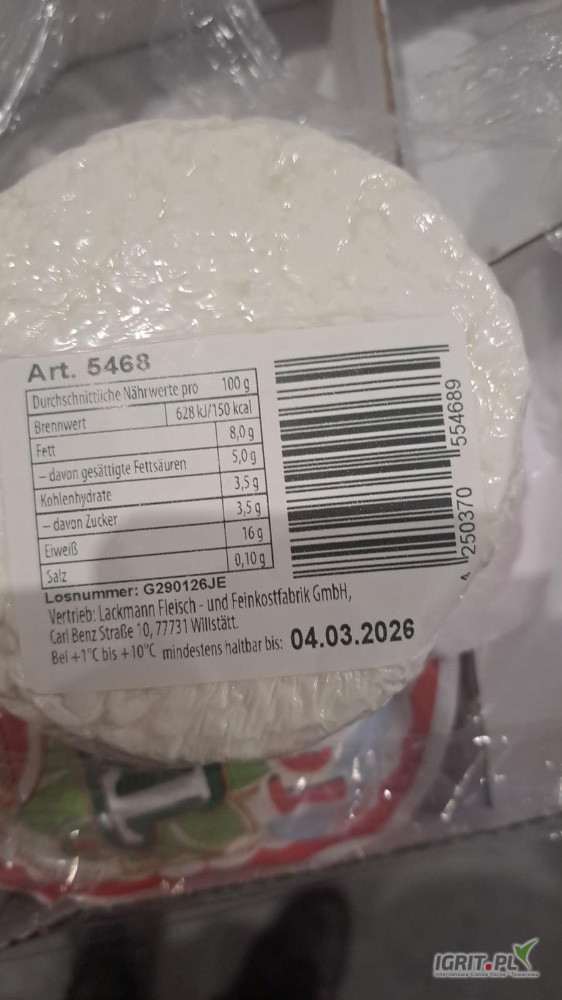 Art. 5468
Durchschnittliche Nährwerte pro 100 g
Brennwert 628 kJ/150 kcal
Fett 8,0 g
– davon gesättigte Fettsäuren 5,0 g
Kohlenhydrate 3,5 g
– davon Zucker 3,5 g
Eiweiß 16 g
Salz 0,10 g
Losnummer: G290126JE
Vertrieb: Lackmann Fleisch - und Feinkostfabrik GmbH,
Carl Benz Straße 10, 77731 Willstätt.
Bei +1°C bis +10°C mindestens haltbar bis: 04.03.2026
4 250370 554689
IGRIT.PL